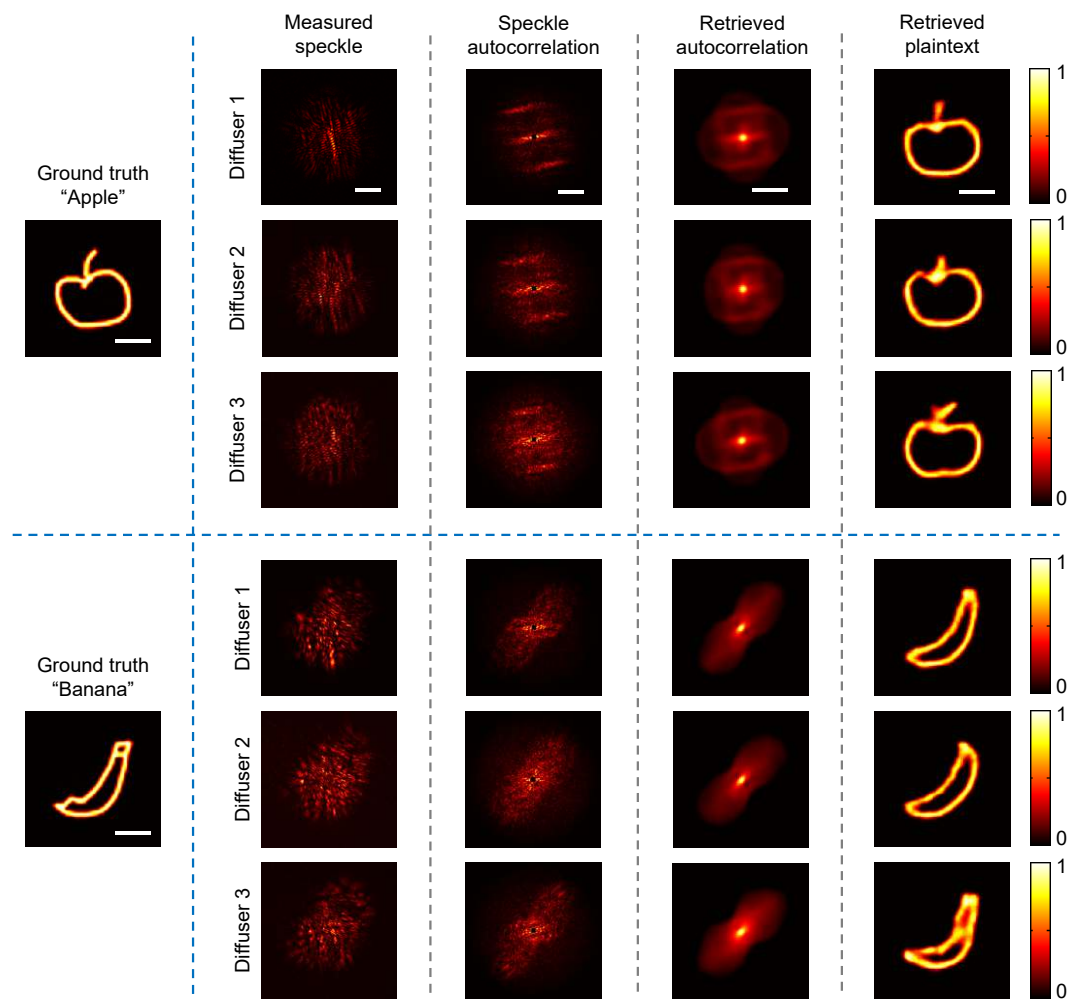 Measured
speckle
Speckle
autocorrelation
Retrieved
autocorrelation
Retrieved
plaintext
Ground truth
“Apple”
Diffuser 1
1
0
Diffuser 2
1
0
Diffuser 3
1
0
Ground truth
“Banana”
Diffuser 1
1
0
Diffuser 2
1
0
Diffuser 3
1
0